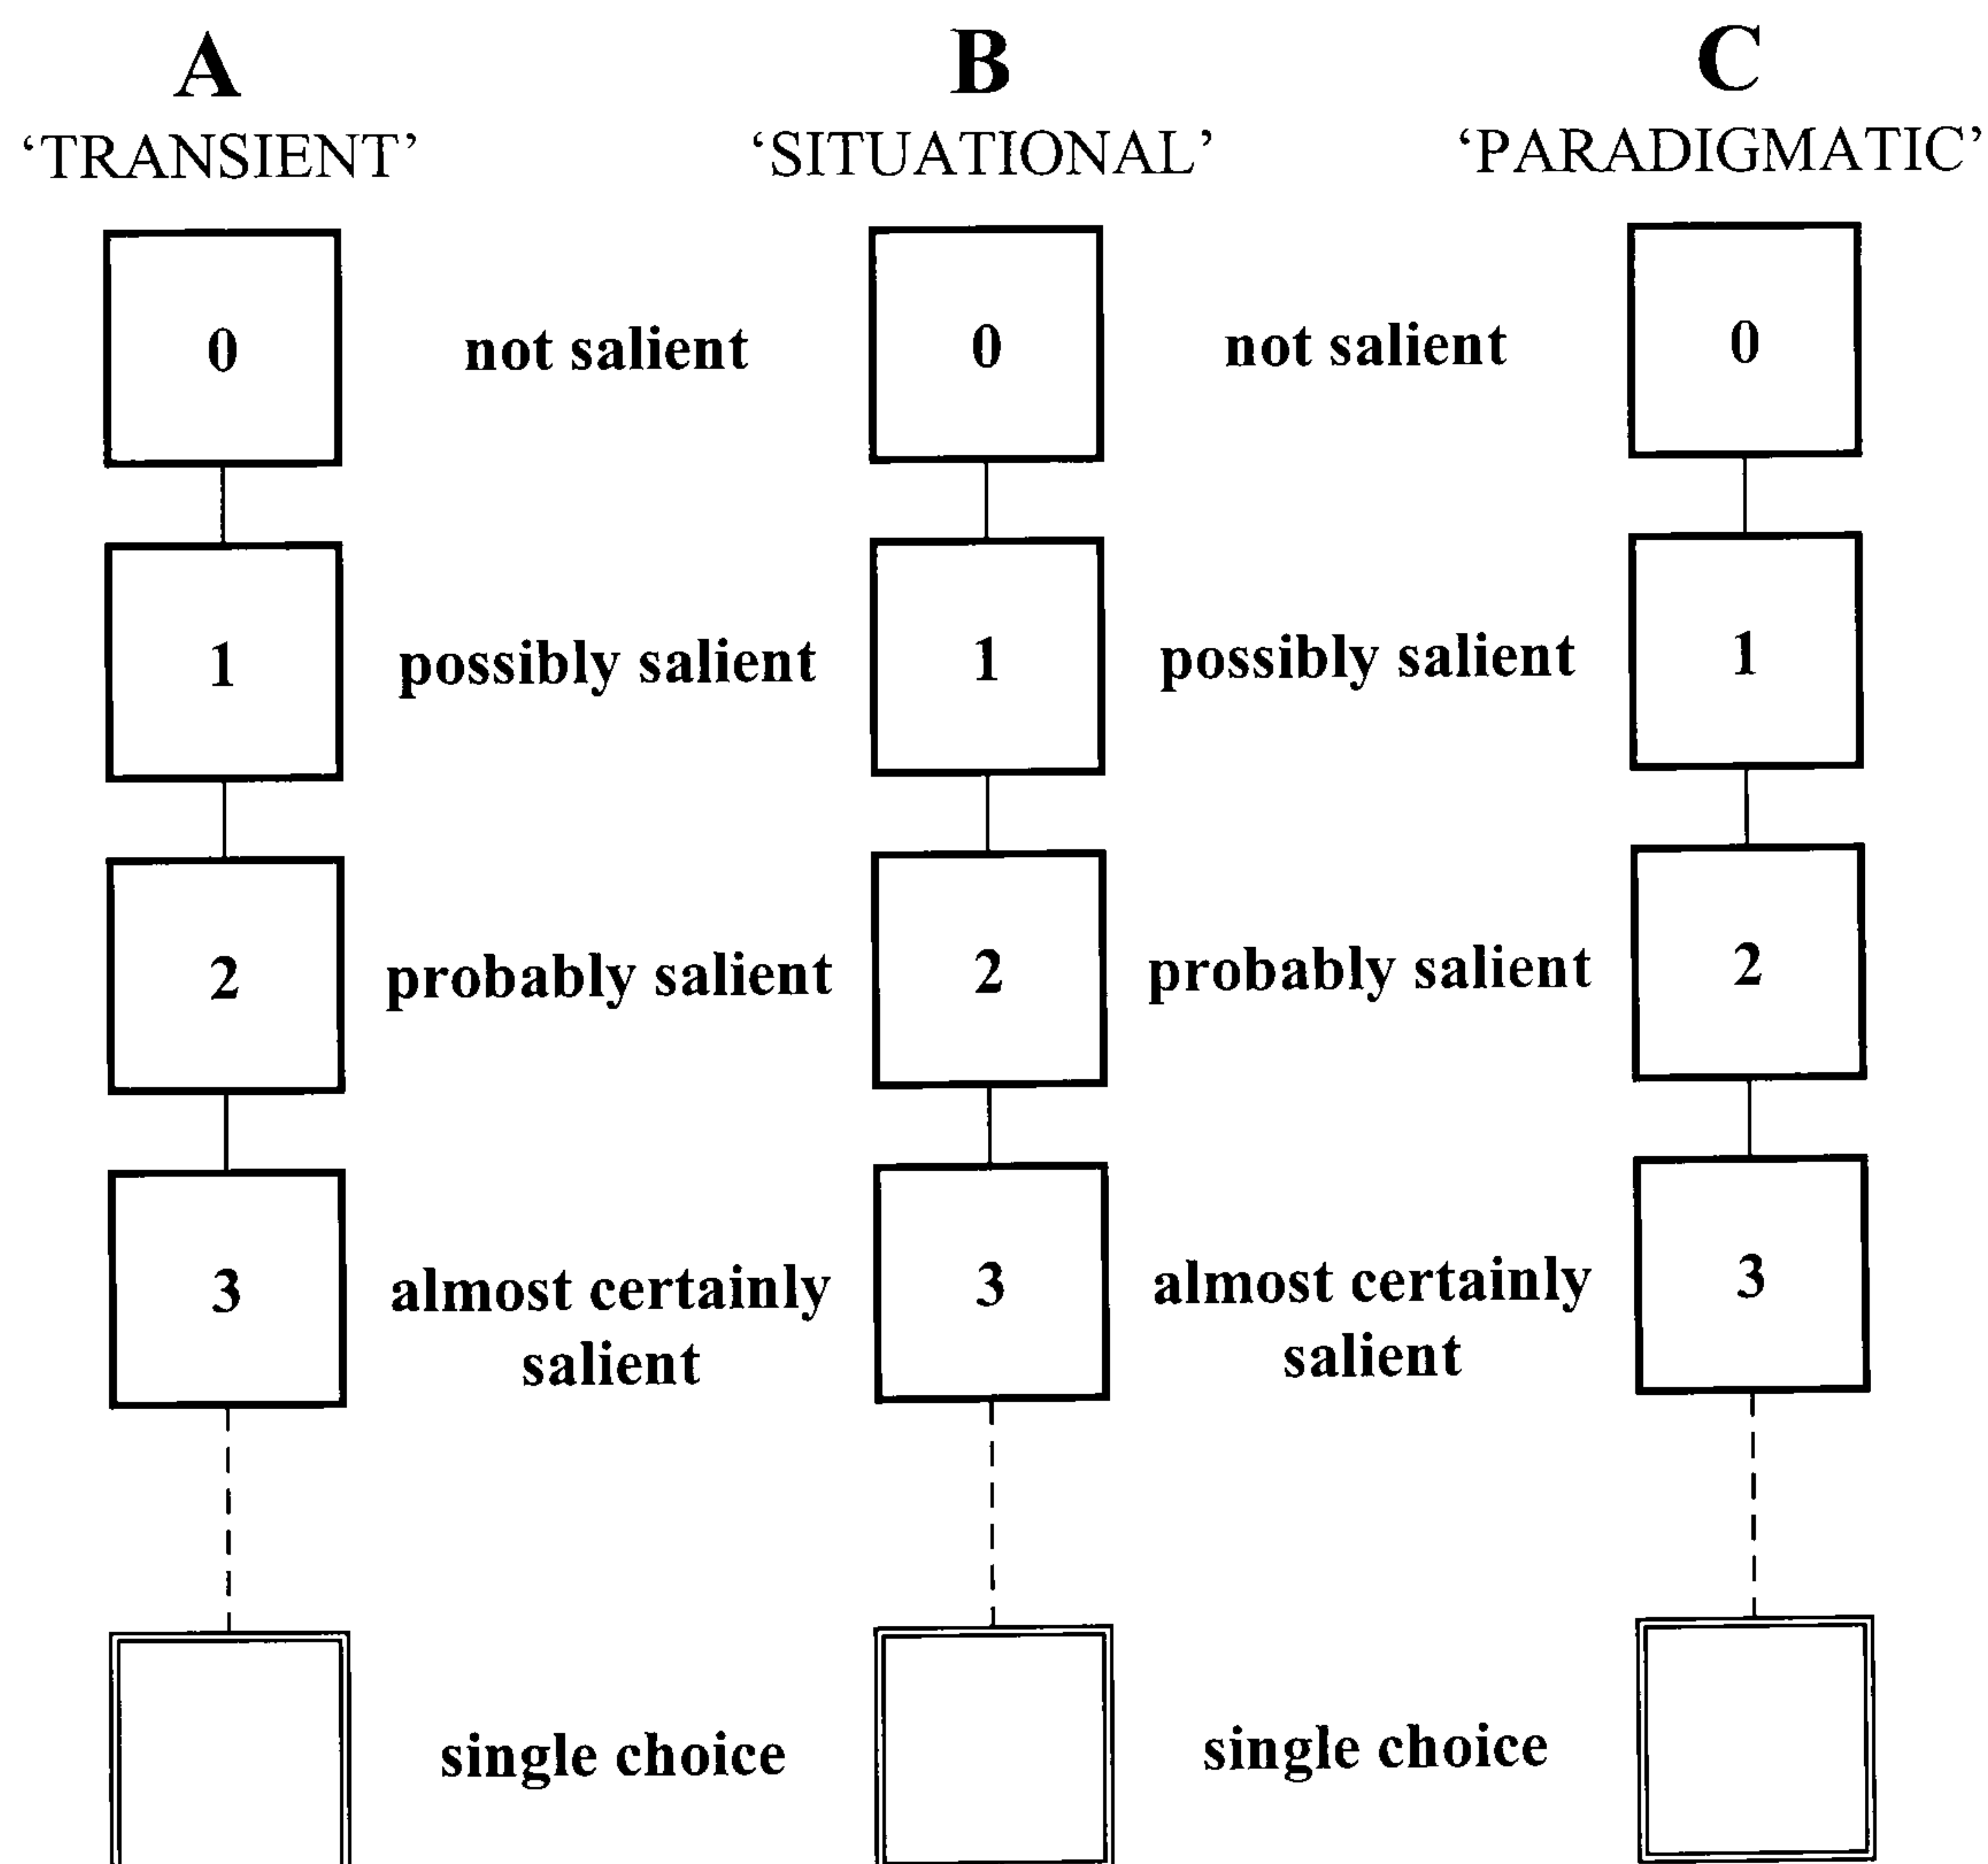 A B C
‘TRANSIENT’ ‘SITUATIONAL’ ‘PARADIGMATIC’
0 not salient 0 not salient 0
1 possibly salient 1 possibly salient 1
2 probably salient 2 probably salient 2
3 almost certainly 3 almost certainly 3
salient salient
single choice single choice